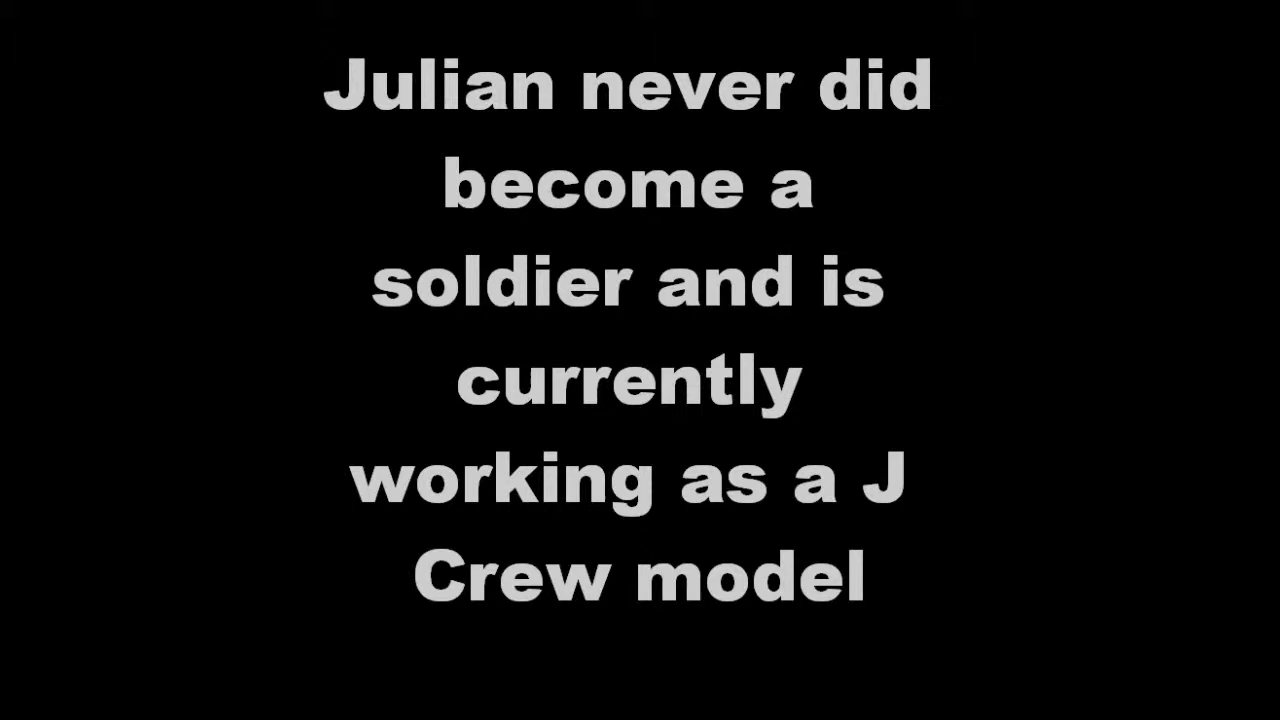 Julian never did
become a
soldier and is
currently
working as a J
Crew model